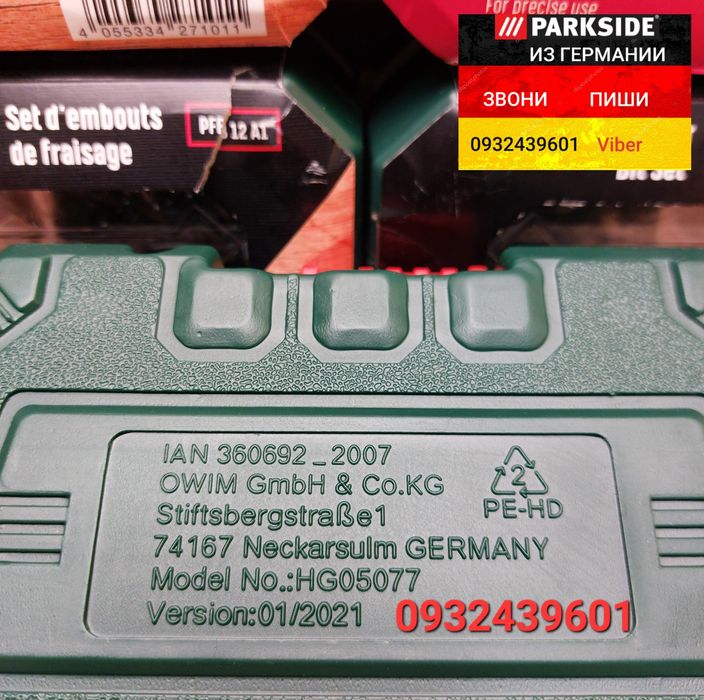 4 055334 271011
For precise use
/// PARKSIDE®
ИЗ ГЕРМАНИИ
ЗВОНИ ПИШИ
0932439601 Viber
Set d'embouts
de fraisage
PFF 12 A1
Bit Set
IAN 360692_2007
OWIM GmbH & Co.KG
Stiftsbergstraße1
74167 Neckarsulm GERMANY
Model No.:HG05077
Version:01/2021
2
PE-HD
0932439601